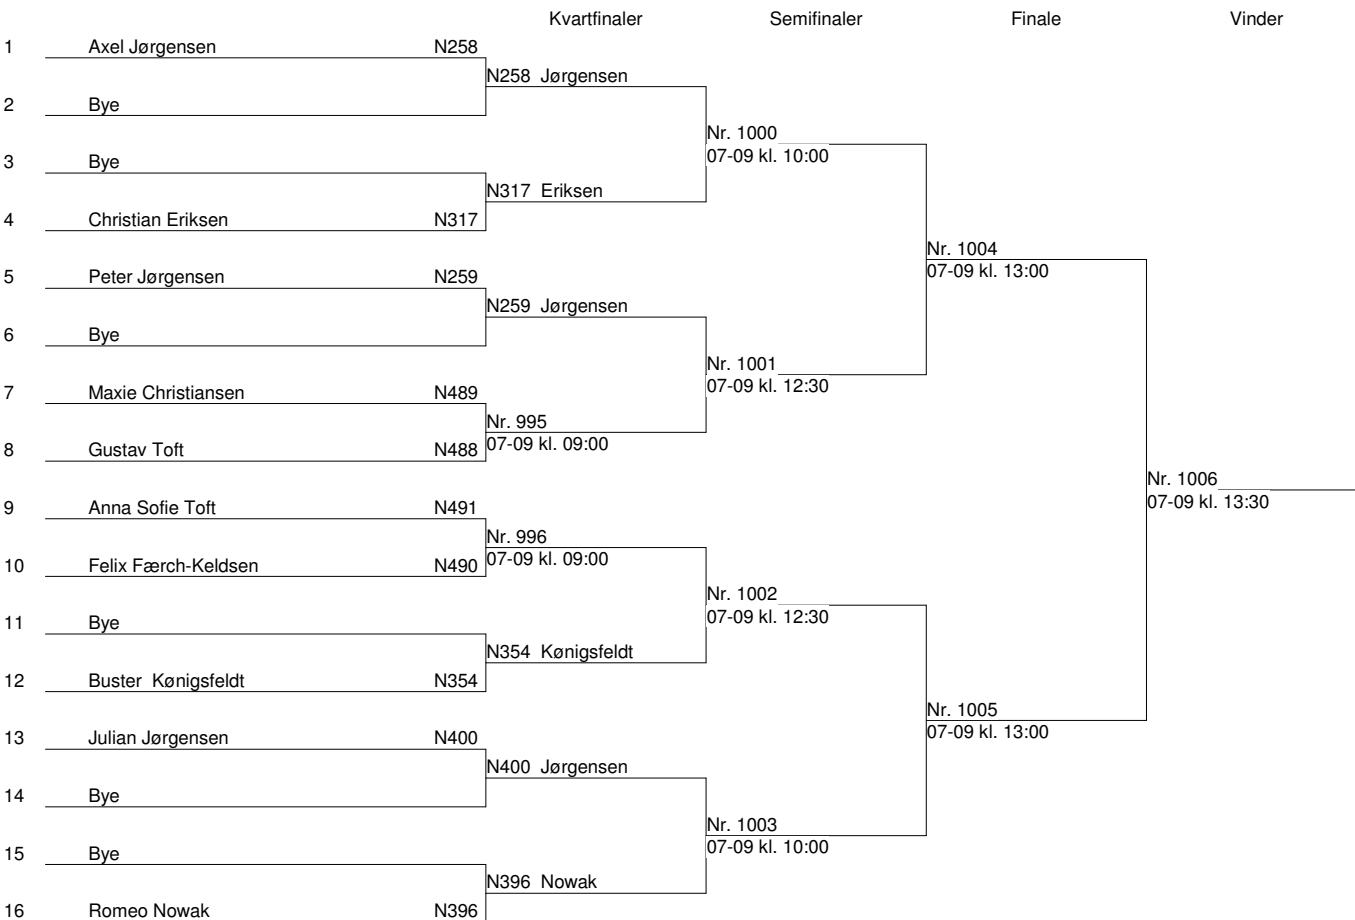 Kvartfinaler Semifinaler Finale Vinder
1 Axel Jørgensen N258
N258 Jørgensen
2 Bye
Nr. 1000
07-09 kl. 10:00
3 Bye
N317 Eriksen
4 Christian Eriksen N317
Nr. 1004
07-09 kl. 13:00
5 Peter Jørgensen N259
N259 Jørgensen
6 Bye
Nr. 1001
07-09 kl. 12:30
7 Maxie Christiansen N489
Nr. 995
07-09 kl. 09:00
8 Gustav Toft N488
Nr. 1006
07-09 kl. 13:30
9 Anna Sofie Toft N491
Nr. 996
07-09 kl. 09:00
10 Felix Færch-Keldsen N490
Nr. 1002
07-09 kl. 12:30
11 Bye
N354 Kønigsfeldt
12 Buster Kønigsfeldt N354
Nr. 1005
07-09 kl. 13:00
13 Julian Jørgensen N400
N400 Jørgensen
14 Bye
Nr. 1003
07-09 kl. 10:00
15 Bye
N396 Nowak
16 Romeo Nowak N396